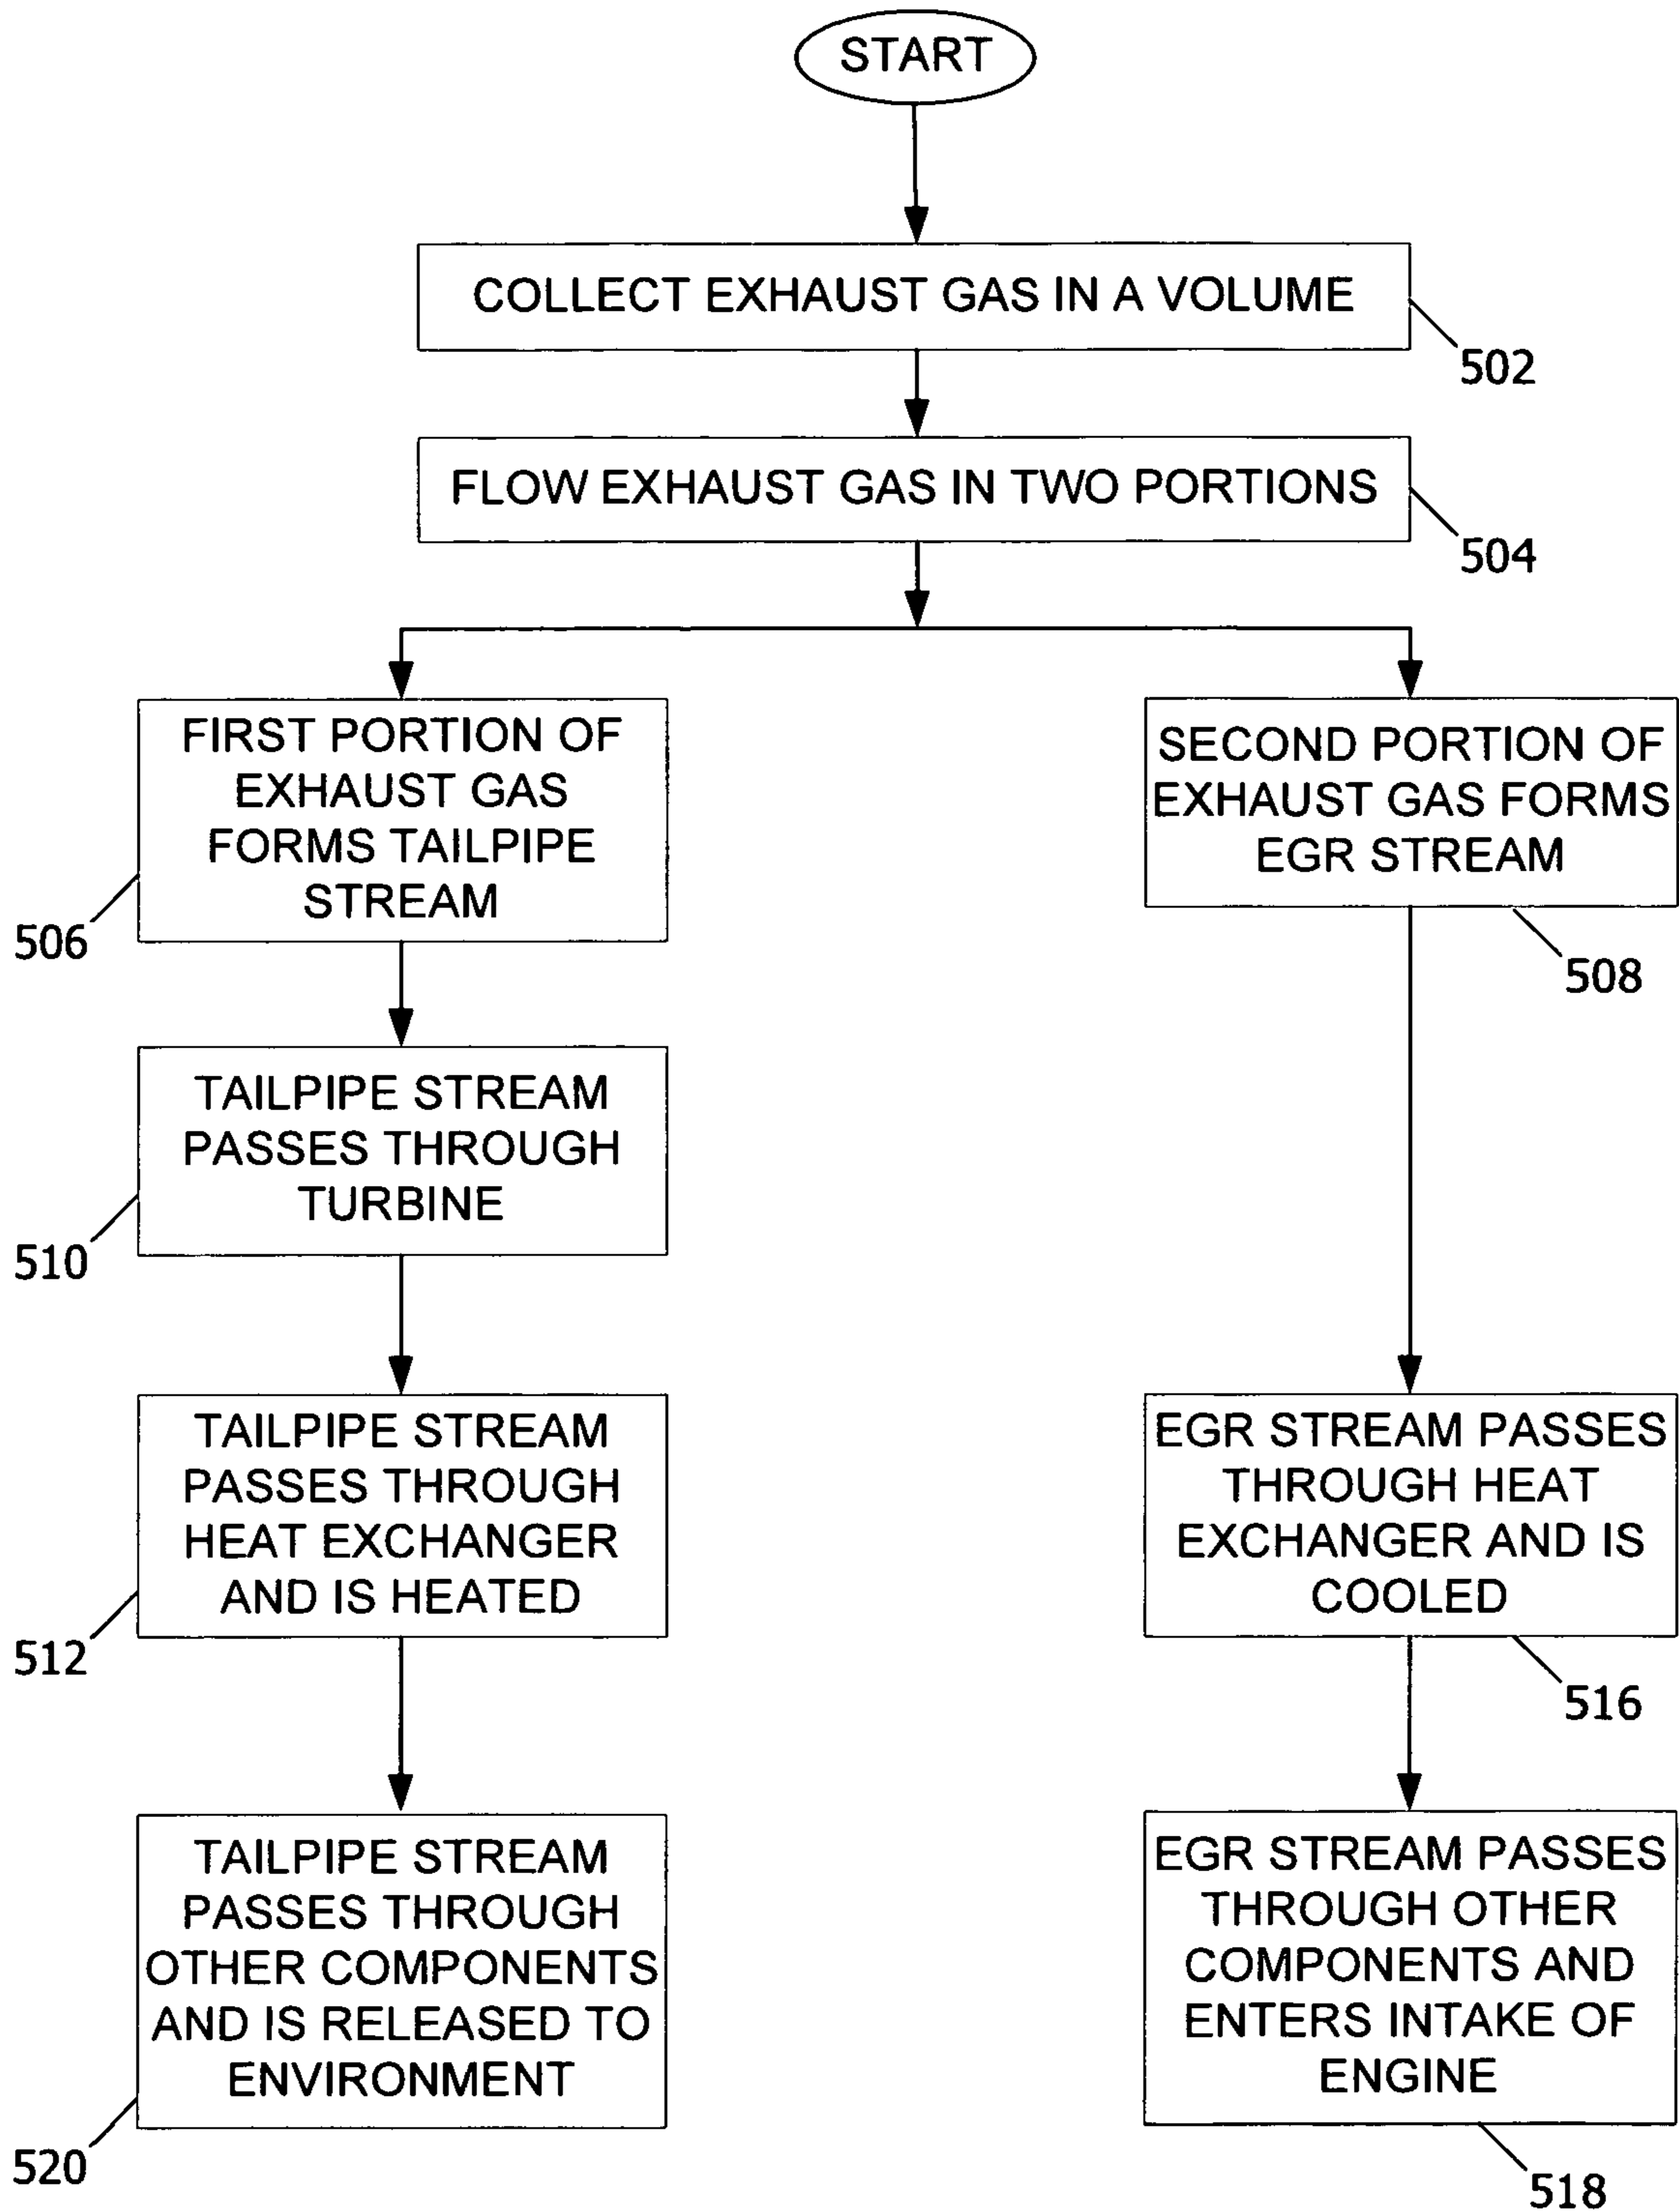 START
COLLECT EXHAUST GAS IN A VOLUME
502
FLOW EXHAUST GAS IN TWO PORTIONS
504
FIRST PORTION OF
EXHAUST GAS
FORMS TAILPIPE
STREAM
506
SECOND PORTION OF
EXHAUST GAS FORMS
EGR STREAM
508
TAILPIPE STREAM
PASSES THROUGH
TURBINE
510
TAILPIPE STREAM
PASSES THROUGH
HEAT EXCHANGER
AND IS HEATED
512
EGR STREAM PASSES
THROUGH HEAT
EXCHANGER AND IS
COOLED
516
TAILPIPE STREAM
PASSES THROUGH
OTHER COMPONENTS
AND IS RELEASED TO
ENVIRONMENT
520
EGR STREAM PASSES
THROUGH OTHER
COMPONENTS AND
ENTERS INTAKE OF
ENGINE
518